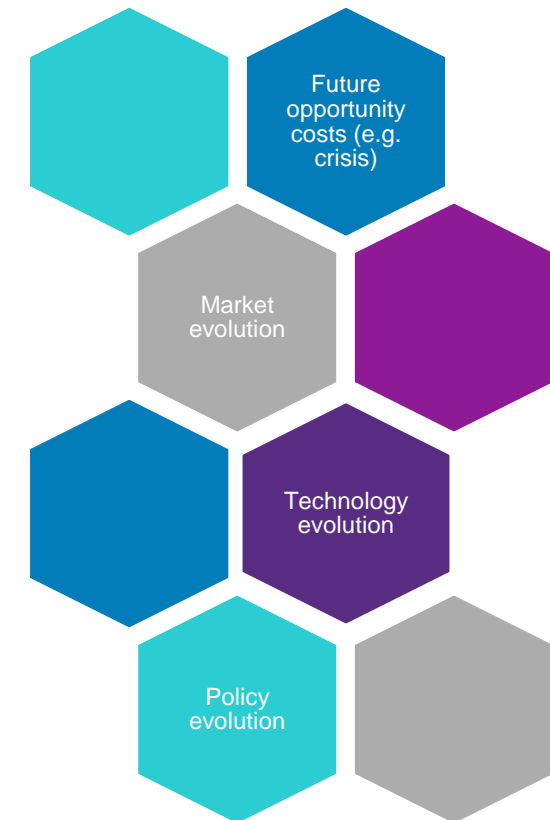 Future
opportunity
costs (e.g.
crisis)
Market
evolution
Technology
evolution
Policy
evolution